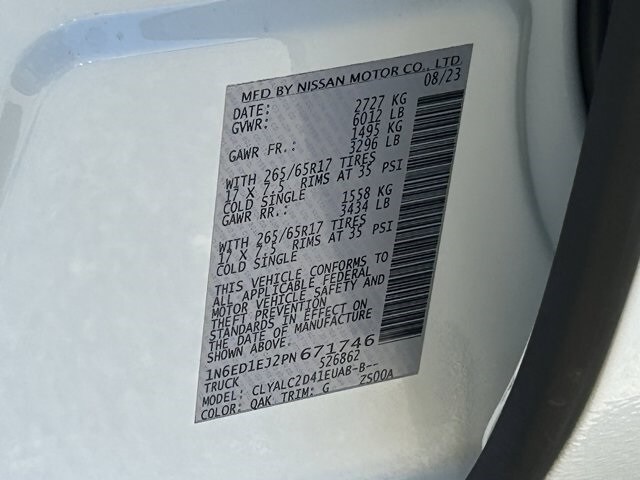 MFD BY NISSAN MOTOR CO., LTD.
DATE: 08/23
GVWR: 2727 KG
6012 LB
GAWR FR.: 1495 KG
3296 LB
WITH 265/65R17 TIRES
17 X 7.5 RIMS AT 35 PSI
COLD SINGLE
GAWR RR.: 1558 KG
3434 LB
WITH 265/65R17 TIRES
17 X 7.5 RIMS AT 35 PSI
COLD SINGLE
THIS VEHICLE CONFORMS TO
ALL APPLICABLE FEDERAL
MOTOR VEHICLE SAFETY AND
THEFT PREVENTION
STANDARDS IN EFFECT ON
THE DATE OF MANUFACTURE
SHOWN ABOVE.
1N6ED1EJ2PN671746
TRUCK 526862
MODEL: CLYALC2D41EUAB-B--
COLOR: QAK TRIM: G 2S00A